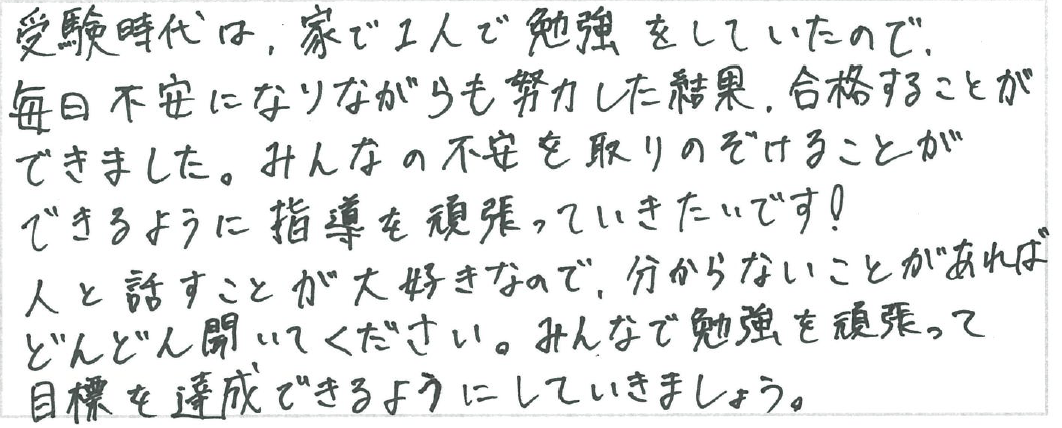 受験時代は、家で1人で勉強をしていたので、
毎日不安になりながらも努力した結果、合格することが
できました。みんなの不安を取りのぞけることが
できるように指導を頑張っていきたいです！
人と話すことが大好きなので、分からないことがあれば
どんどん聞いてください。みんなで勉強を頑張って
目標を達成できるようにしていきましょう。